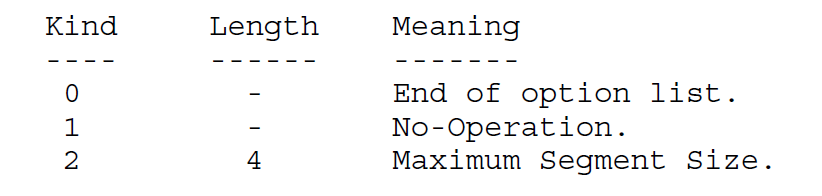 Kind Length Meaning
---- ------ -------
0 - End of option list.
1 - No-Operation.
2 4 Maximum Segment Size.